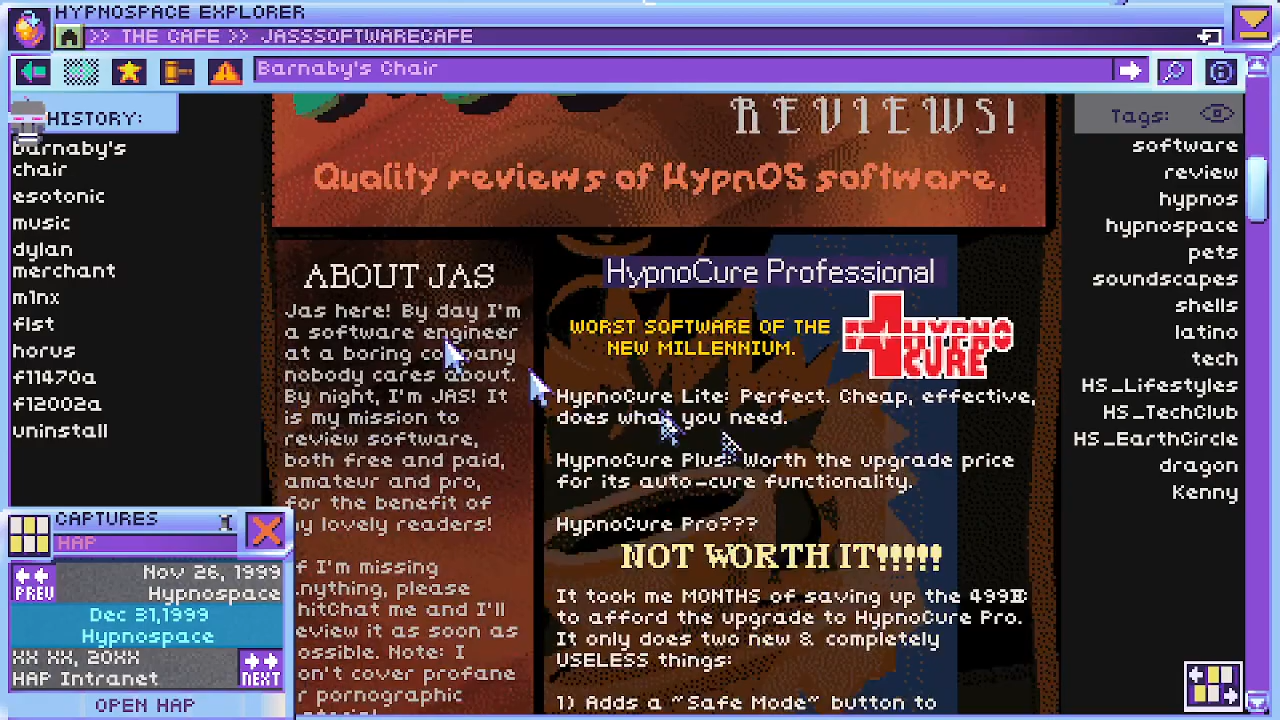 HYPNOSPACE EXPLORER
>> THE CAFE >> JASSSOFTWARECAFE
Barnaby's Chair
HISTORY:
barnaby's
chair
esotonic
music
dylan
merchant
m1nx
fist
horus
f11470a
f12002a
uninstall
REVIEWS!
Quality reviews of HypnOS software.
ABOUT JAS
Jas here! By day I'm
a software engineer
at a boring company
nobody cares about.
By night, I'm JAS! It
is my mission to
review software,
both free and paid,
amateur and pro,
for the benefit of
my lovely readers!
If I'm missing
anything, please
ChitChat me and I'll
review it as soon as
possible. Note: I
don't cover profane
or pornographic
HypnoCure Professional
WORST SOFTWARE OF THE
NEW MILLENNIUM.
HYPNO
CURE
HypnoCure Lite: Perfect. Cheap, effective,
does what you need.
HypnoCure Plus: Worth the upgrade price
for its auto-cure functionality.
HypnoCure Pro???
NOT WORTH IT!!!!!
It took me MONTHS of saving up the 499
to afford the upgrade to HypnoCure Pro.
It only does two new & completely
USELESS things:
1) Adds a "Safe Mode" button to
Tags:
software
review
hypnos
hypnospace
pets
soundscapes
shells
latino
tech
HS_Lifestyles
HS_TechClub
HS_EarthCircle
dragon
Kenny
CAPTURES
HAP
PREV
Nov 26, 1999
Hypnospace
Dec 31,1999
Hypnospace
XX XX, 20XX
HAP Intranet
NEXT
OPEN HAP